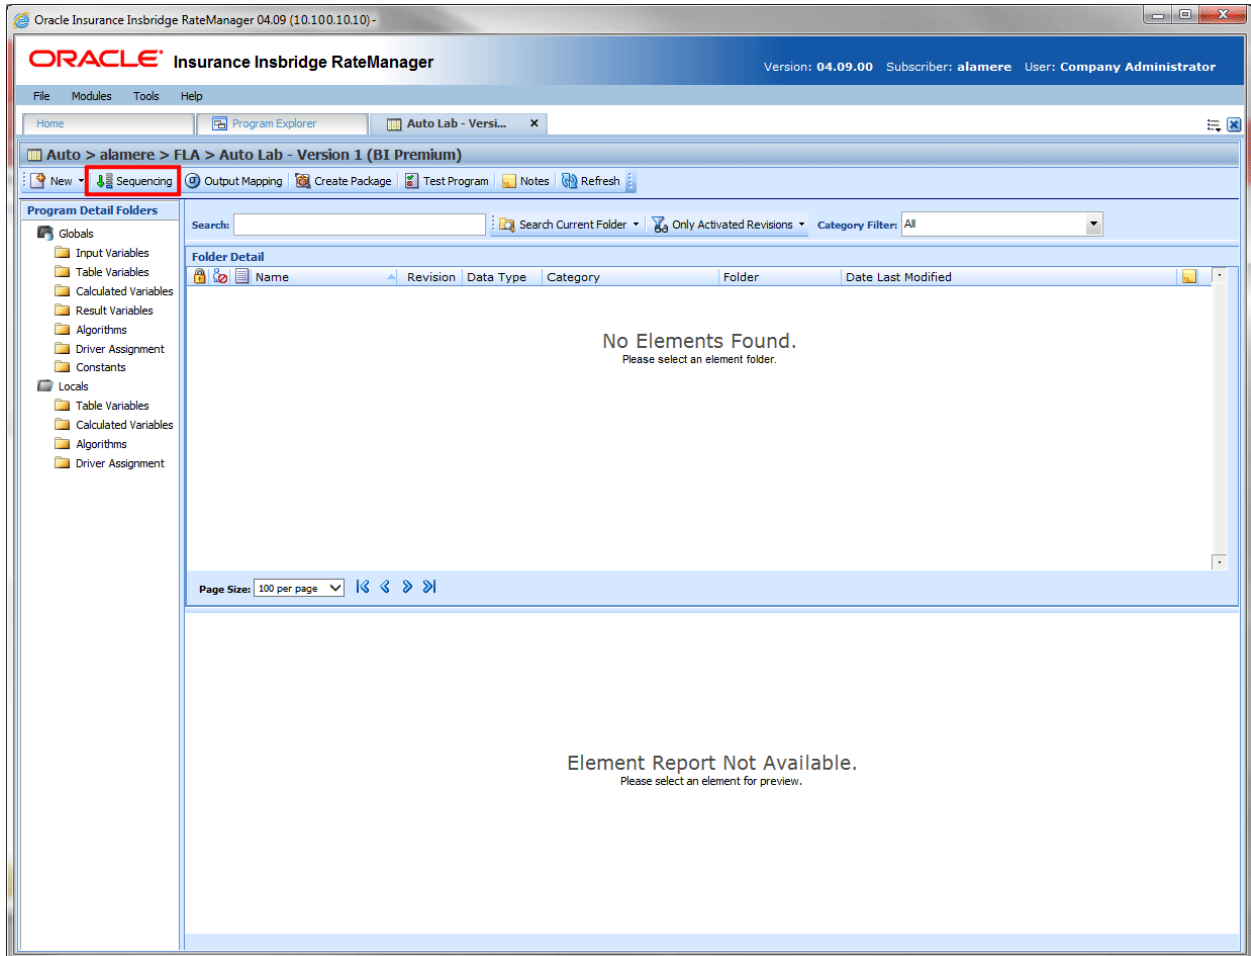 Oracle Insurance Insbridge RateManager 04.09 (10.100.10.10) -
ORACLE Insurance Insbridge RateManager
Version: 04.09.00 Subscriber: alamere User: Company Administrator
File Modules Tools Help
Home Program Explorer Auto Lab - Versi...
Auto > alamere > FLA > Auto Lab - Version 1 (BI Premium)
New Sequencing Output Mapping Create Package Test Program Notes Refresh
Program Detail Folders
Globals
Input Variables
Table Variables
Calculated Variables
Result Variables
Algorithms
Driver Assignment
Constants
Locals
Table Variables
Calculated Variables
Algorithms
Driver Assignment
Search: Search Current Folder Only Activated Revisions Category Filter: All
Folder Detail
Name Revision Data Type Category Folder Date Last Modified
No Elements Found.
Please select an element folder.
Page Size: 100 per page
Element Report Not Available.
Please select an element for preview.